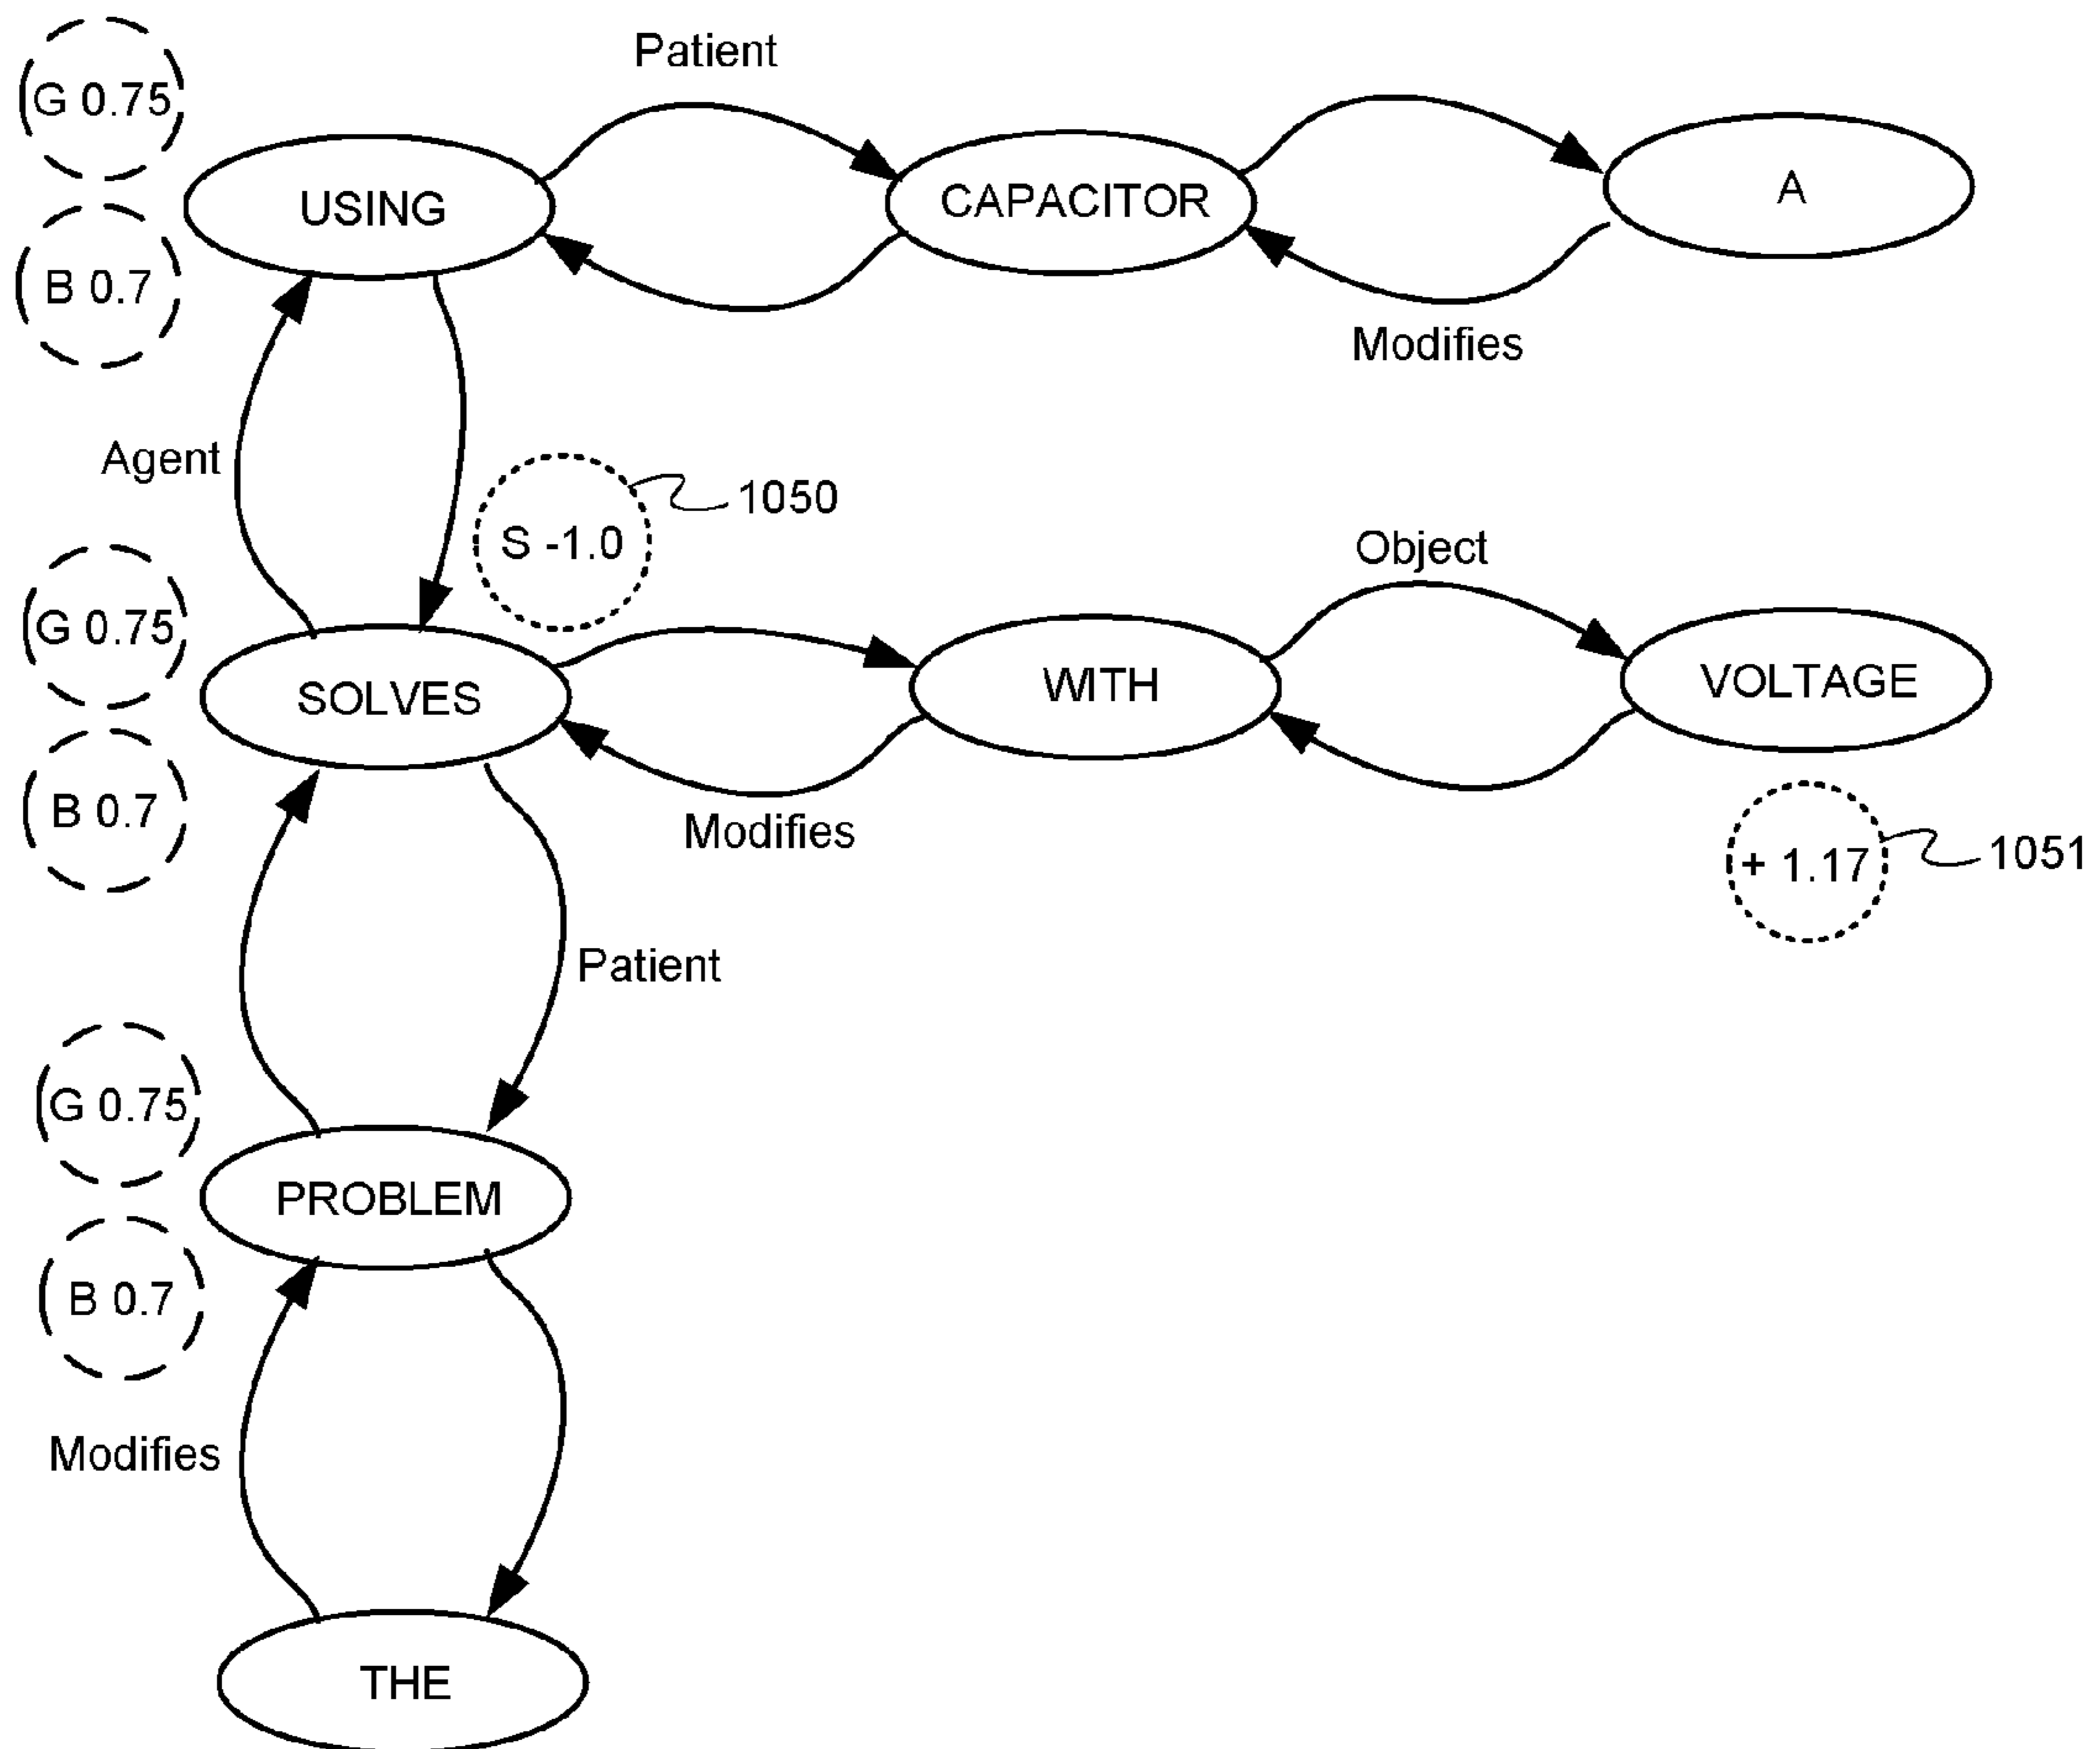 Patient
G 0.75
USING
CAPACITOR
A
B 0.7
Modifies
Agent
S -1.0
1050
Object
G 0.75
SOLVES
WITH
VOLTAGE
B 0.7
Modifies
+ 1.17
1051
Patient
G 0.75
PROBLEM
B 0.7
Modifies
THE